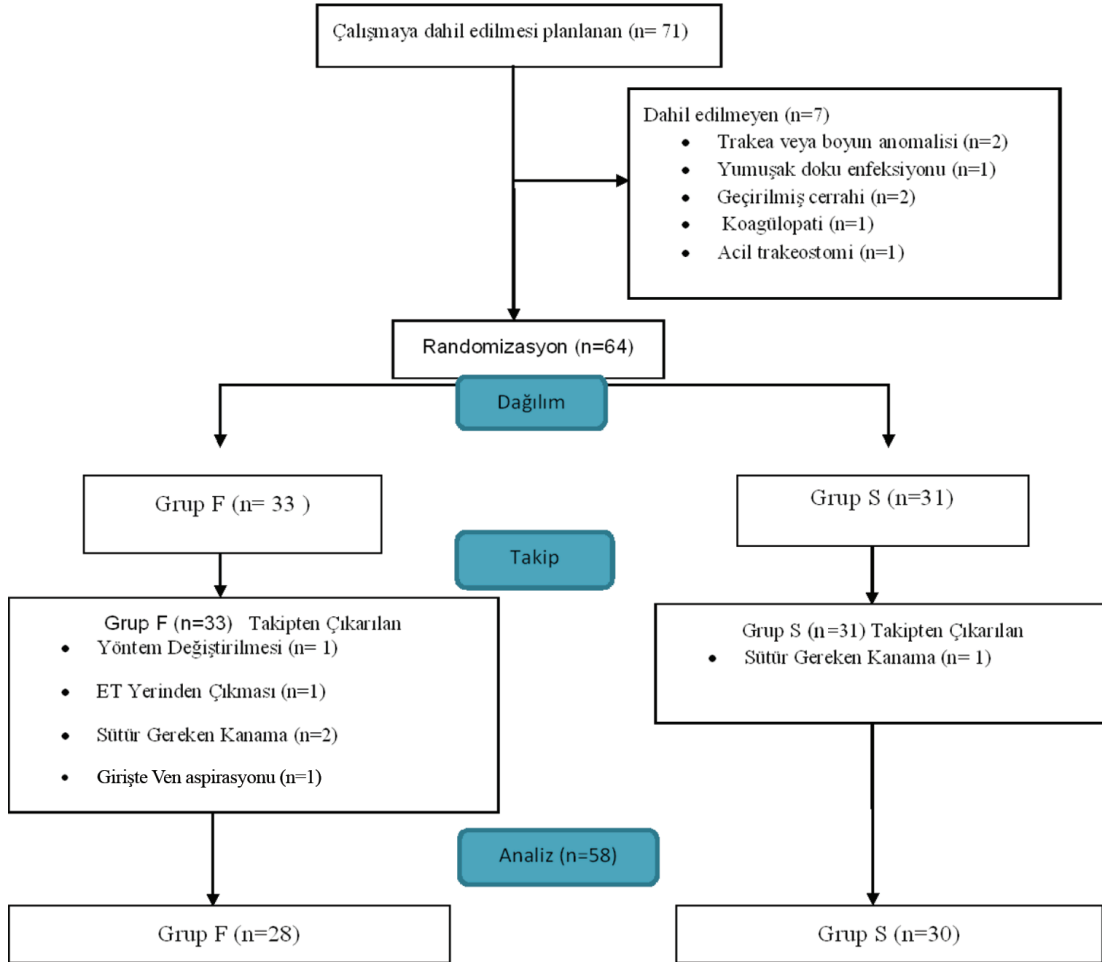 Çalışmaya dahil edilmesi planlanan (n= 71)
Dahil edilmeyen (n=7)
• Trakea veya boyun anomalisi (n=2)
• Yumuşak doku enfeksiyonu (n=1)
• Geçirilmiş cerrahi (n=2)
• Koagülopati (n=1)
• Acil trakeostomi (n=1)
Randomizasyon (n=64)
Dağılım
Grup F (n= 33 )
Grup S (n=31)
Takip
Grup F (n=33) Takipten Çıkarılan
• Yöntem Değiştirilmesi (n= 1)
• ET Yerinden Çıkması (n=1)
• Sütür Gereken Kanama (n=2)
• Girişte Ven aspirasyonu (n=1)
Grup S (n=31) Takipten Çıkarılan
• Sütür Gereken Kanama (n= 1)
Analiz (n=58)
Grup F (n=28)
Grup S (n=30)